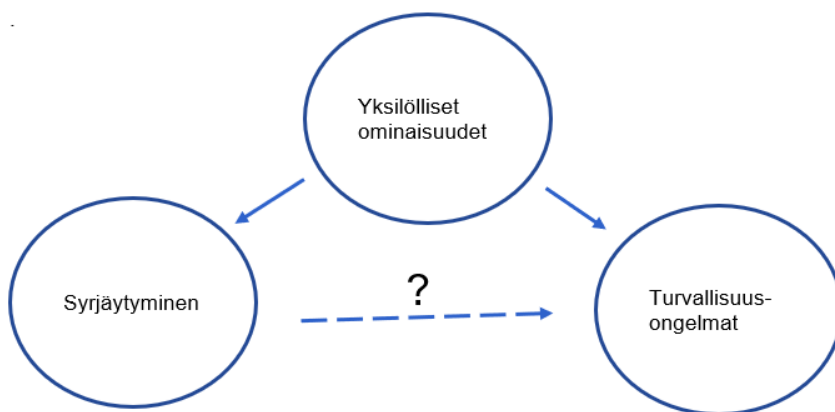 Yksilölliset
ominaisuudet
Syrjäytyminen
?
Turvallisuus-
ongelmat